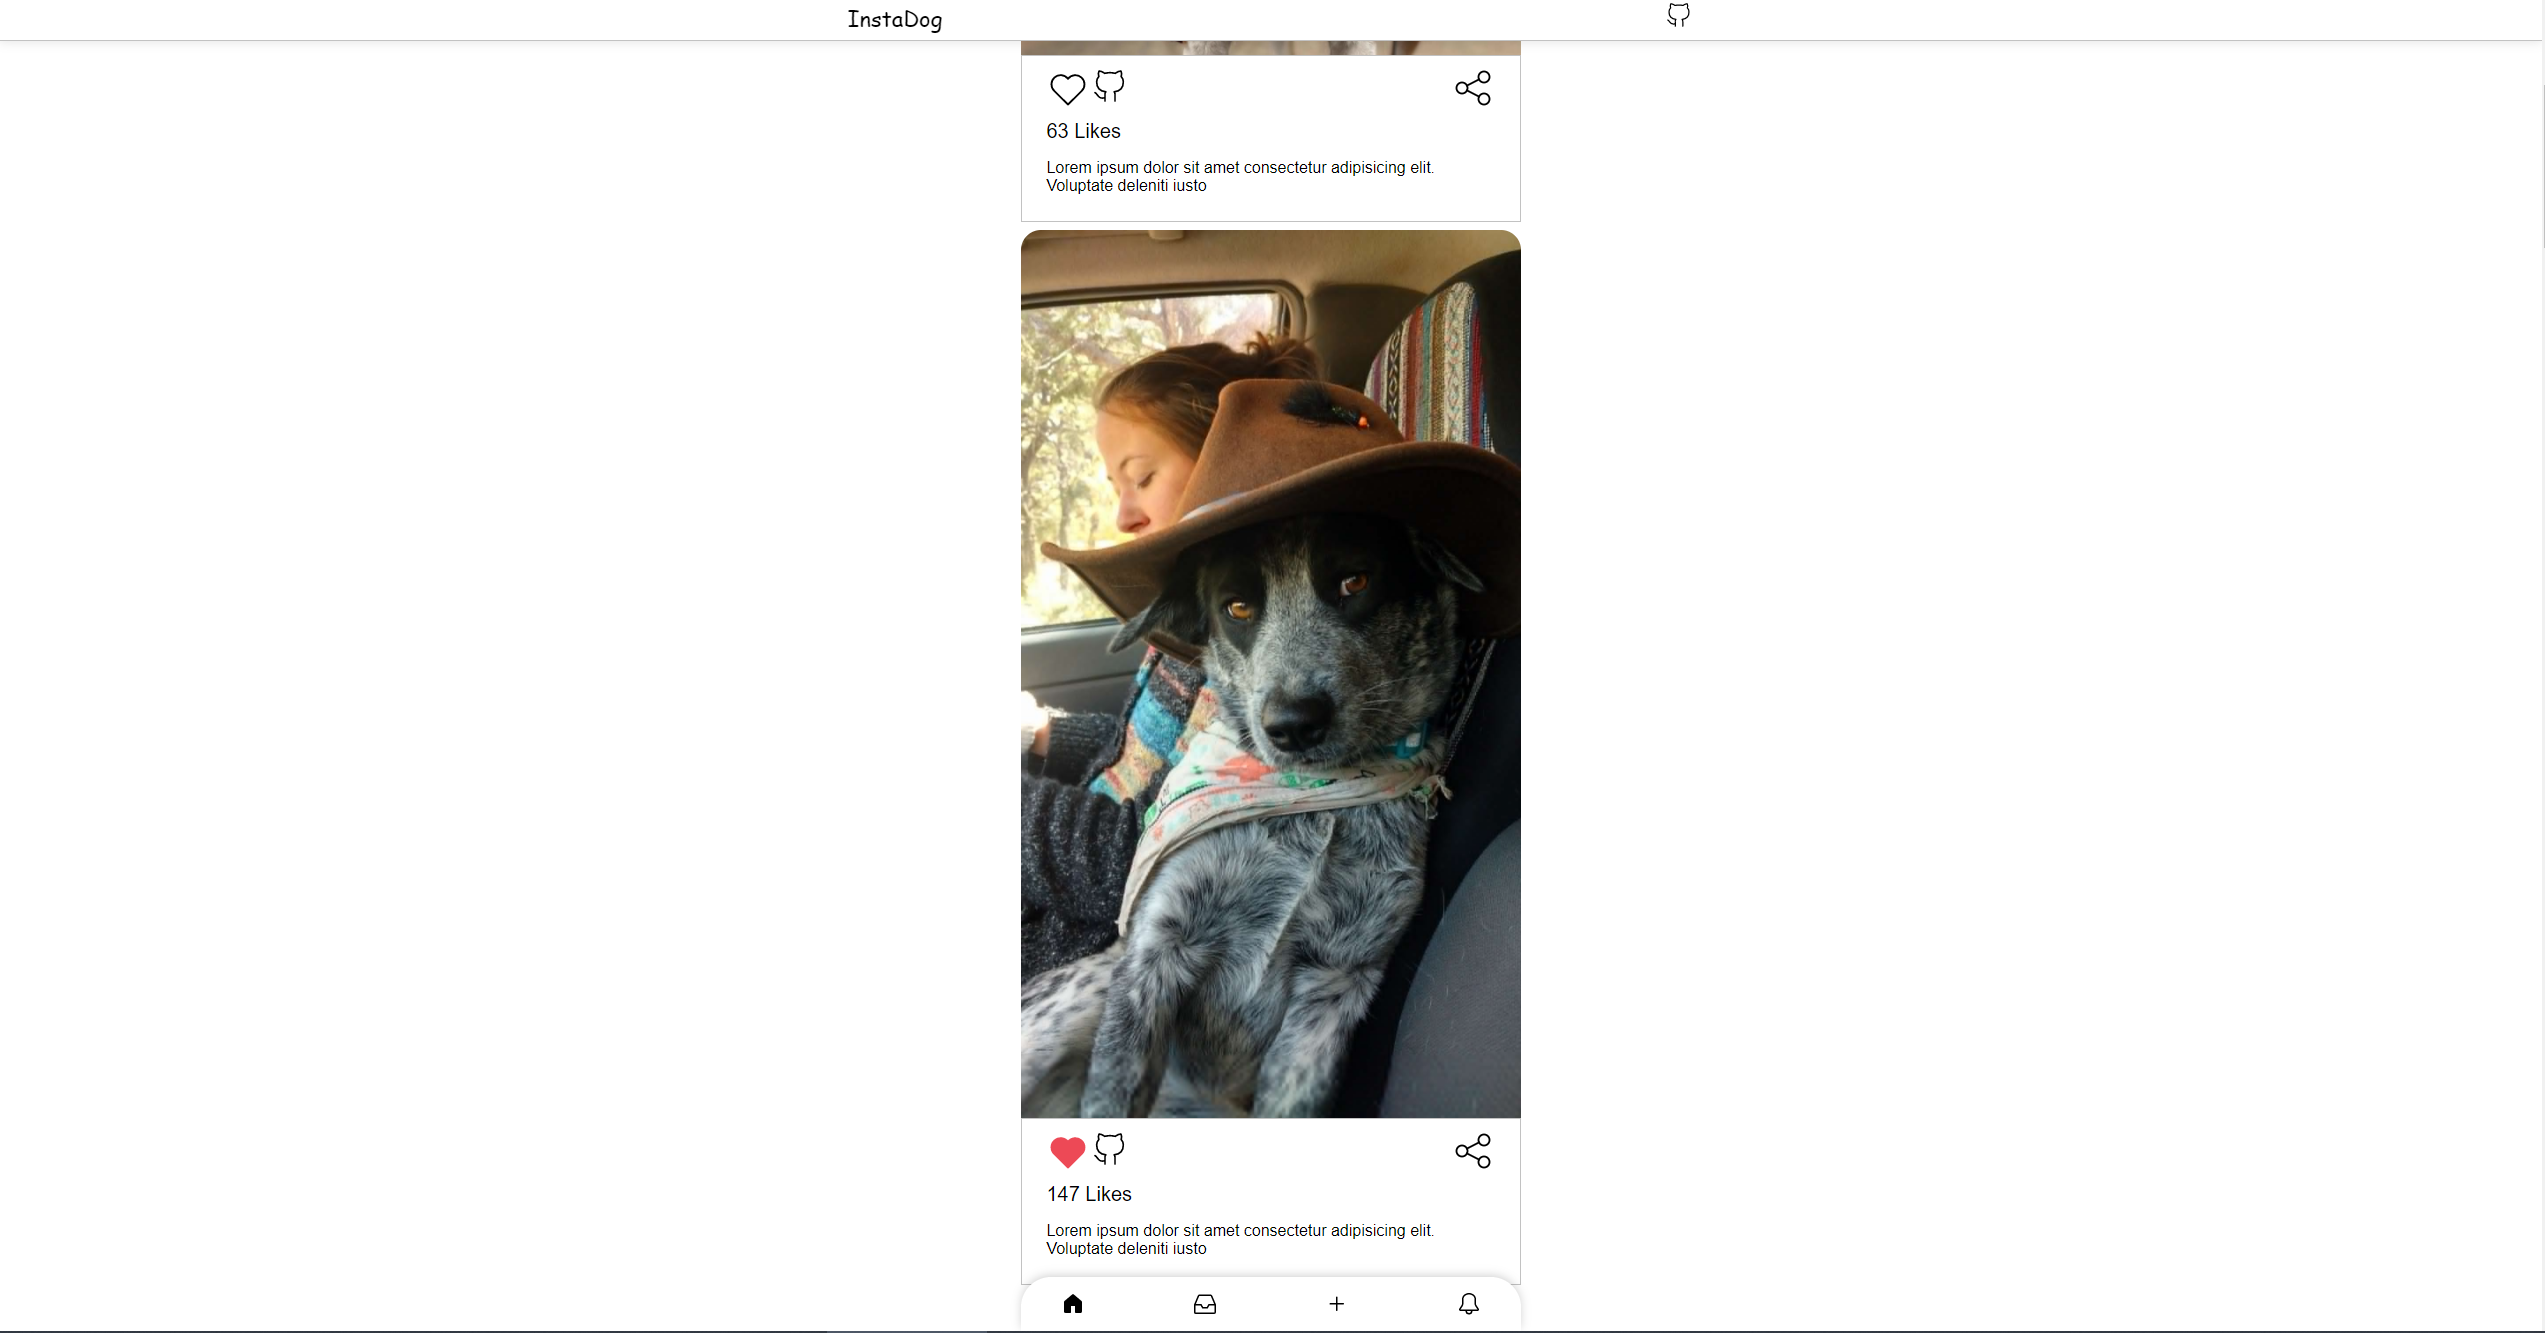 InstaDog
63 Likes
Lorem ipsum dolor sit amet consectetur adipisicing elit.
Voluptate deleniti iusto
147 Likes
Lorem ipsum dolor sit amet consectetur adipisicing elit.
Voluptate deleniti iusto